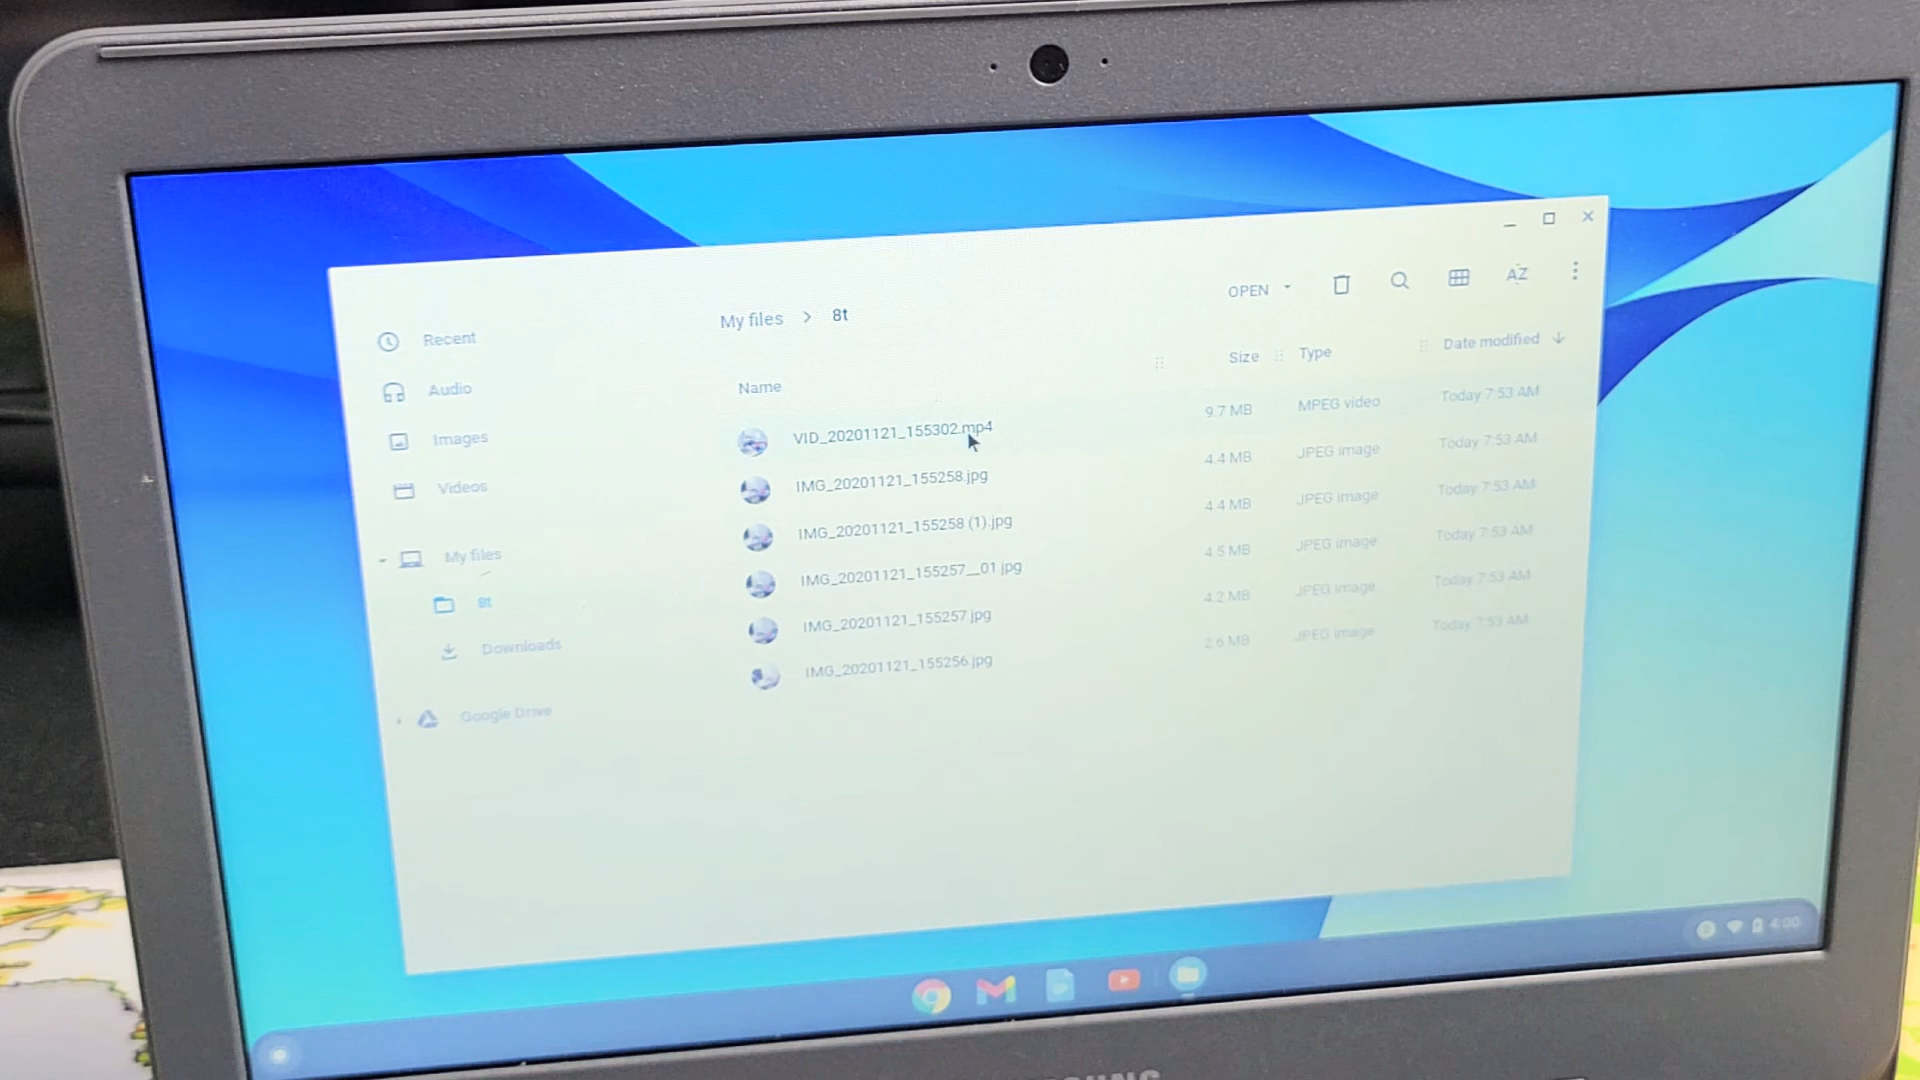 My files > 8t
OPEN
AZ
Recent
Audio
Images
Videos
My files
8t
Downloads
Google Drive
Name Size Type Date modified
VID_20201121_155302.mp4 9.7 MB MPEG video Today 7:53 AM
IMG_20201121_155258.jpg 4.4 MB JPEG image Today 7:53 AM
IMG_20201121_155258 (1).jpg 4.4 MB JPEG image Today 7:53 AM
IMG_20201121_155257__01.jpg 4.5 MB JPEG image Today 7:53 AM
IMG_20201121_155257.jpg 4.2 MB JPEG image Today 7:53 AM
IMG_20201121_155256.jpg 2.6 MB JPEG image Today 7:53 AM
4:00